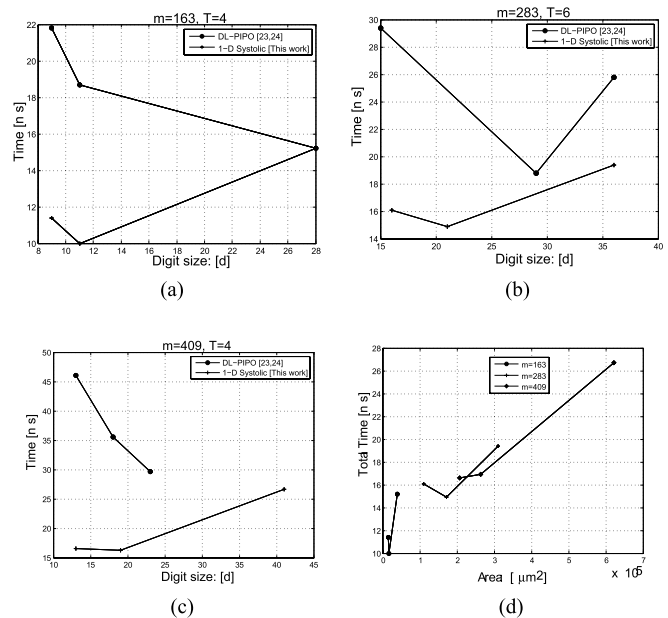 m=163, T=4
22
20
18
16
14
12
10
Time [n s]
DL-PIPO [23,24]
1-D Systolic [This work]
8 10 12 14 16 18 20 22 24 26 28
Digit size: [d]
(a)
m=283, T=6
30
28
26
24
22
20
18
16
14
Time [n s]
DL-PIPO [23,24]
1-D Systolic [This work]
15 20 25 30 35 40
Digit size: [d]
(b)
m=409, T=4
50
45
40
35
30
25
20
15
Time [n s]
DL-PIPO [23,24]
1-D Systolic [This work]
10 15 20 25 30 35 40 45
Digit size: [d]
(c)
28
26
24
22
20
18
16
14
12
10
Total Time [n s]
m=163
m=283
m=409
0 1 2 3 4 5 6 7
Area [ μm2]
x 10^5
(d)